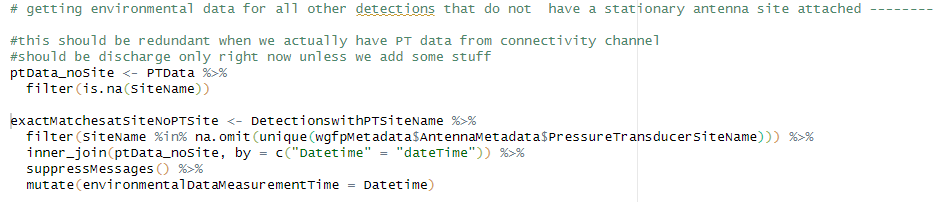 # getting environmental data for all other detections that do not  have a stationary antenna site attached --------
#this should be redundant when we actually have PT data from connectivity channel
#should be discharge only right now unless we add some stuff
ptData_noSite <- PTData %>%
  filter(is.na(SiteName))
exactMatchesatSiteNoPTSite <- DetectionswithPTSiteName %>%
  filter(SiteName %in% na.omit(unique(wgfpMetadata$AntennaMetadata$PressureTransducerSiteName))) %>%
  inner_join(ptData_noSite, by = c("Datetime" = "dateTime")) %>%
  suppressMessages() %>%
  mutate(environmentalDataMeasurementTime = Datetime)